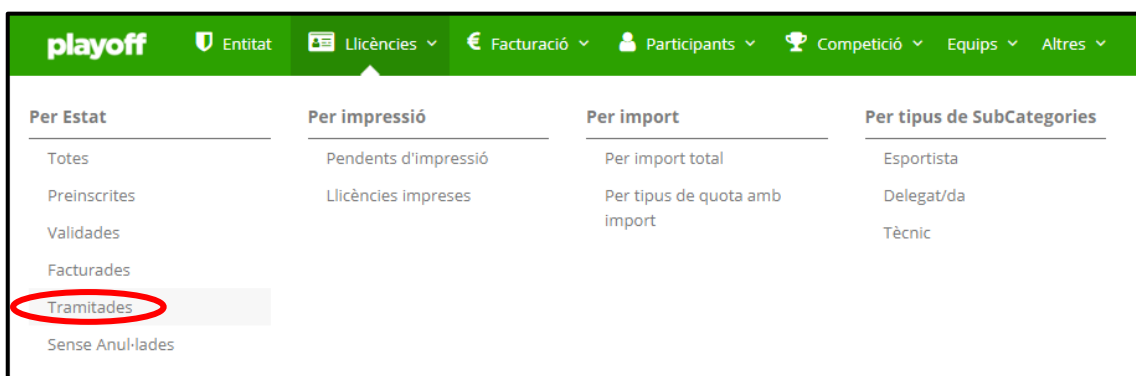 playoff Entitat Llicències Facturació Participants Competició Equips Altres
Per Estat
Totes
Preinscrites
Validades
Facturades
Tramitades
Sense Anul·lades
Per impressió
Pendents d'impressió
Llicències impreses
Per import
Per import total
Per tipus de quota amb
import
Per tipus de SubCategories
Esportista
Delegat/da
Tècnic